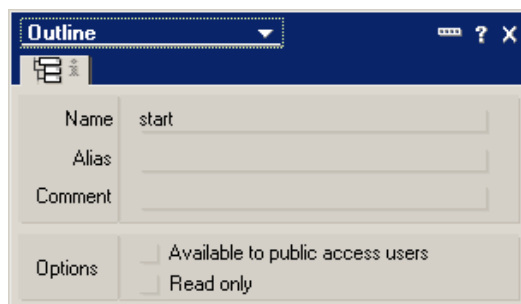 Outline
?
Name start
Alias
Comment
Options
Available to public access users
Read only